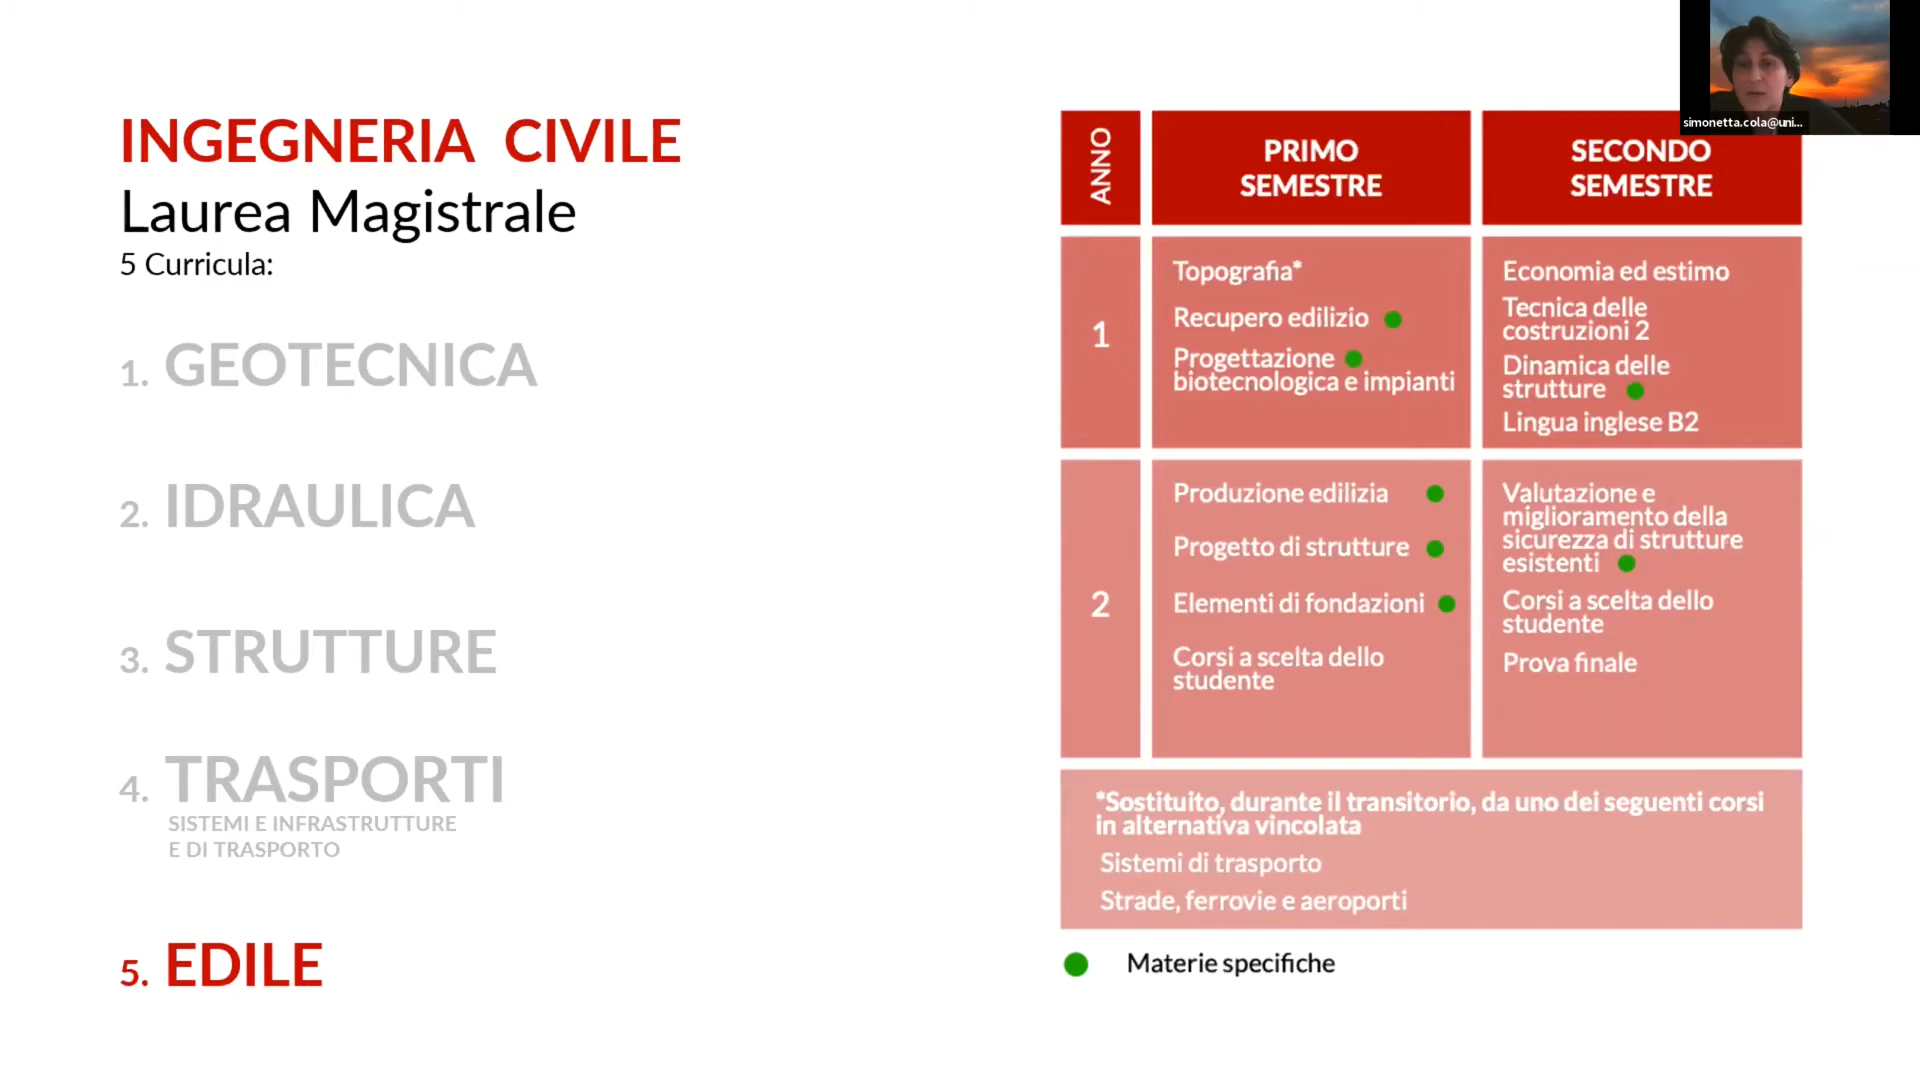 INGEGNERIA CIVILE
Laurea Magistrale
5 Curricula:
1. GEOTECNICA
2. IDRAULICA
3. STRUTTURE
4. TRASPORTI
SISTEMI E INFRASTRUTTURE
E DI TRASPORTO
5. EDILE
simonetta.cola@uni...
ANNO
PRIMO
SEMESTRE
SECONDO
SEMESTRE
1
Topografia*
Recupero edilizio
Progettazione
biotecnologica e impianti
Economia ed estimo
Tecnica delle
costruzioni 2
Dinamica delle
strutture
Lingua inglese B2
2
Produzione edilizia
Progetto di strutture
Elementi di fondazioni
Corsi a scelta dello
studente
Valutazione e
miglioramento della
sicurezza di strutture
esistenti
Corsi a scelta dello
studente
Prova finale
*Sostituito, durante il transitorio, da uno dei seguenti corsi
in alternativa vincolata
Sistemi di trasporto
Strade, ferrovie e aeroporti
Materie specifiche